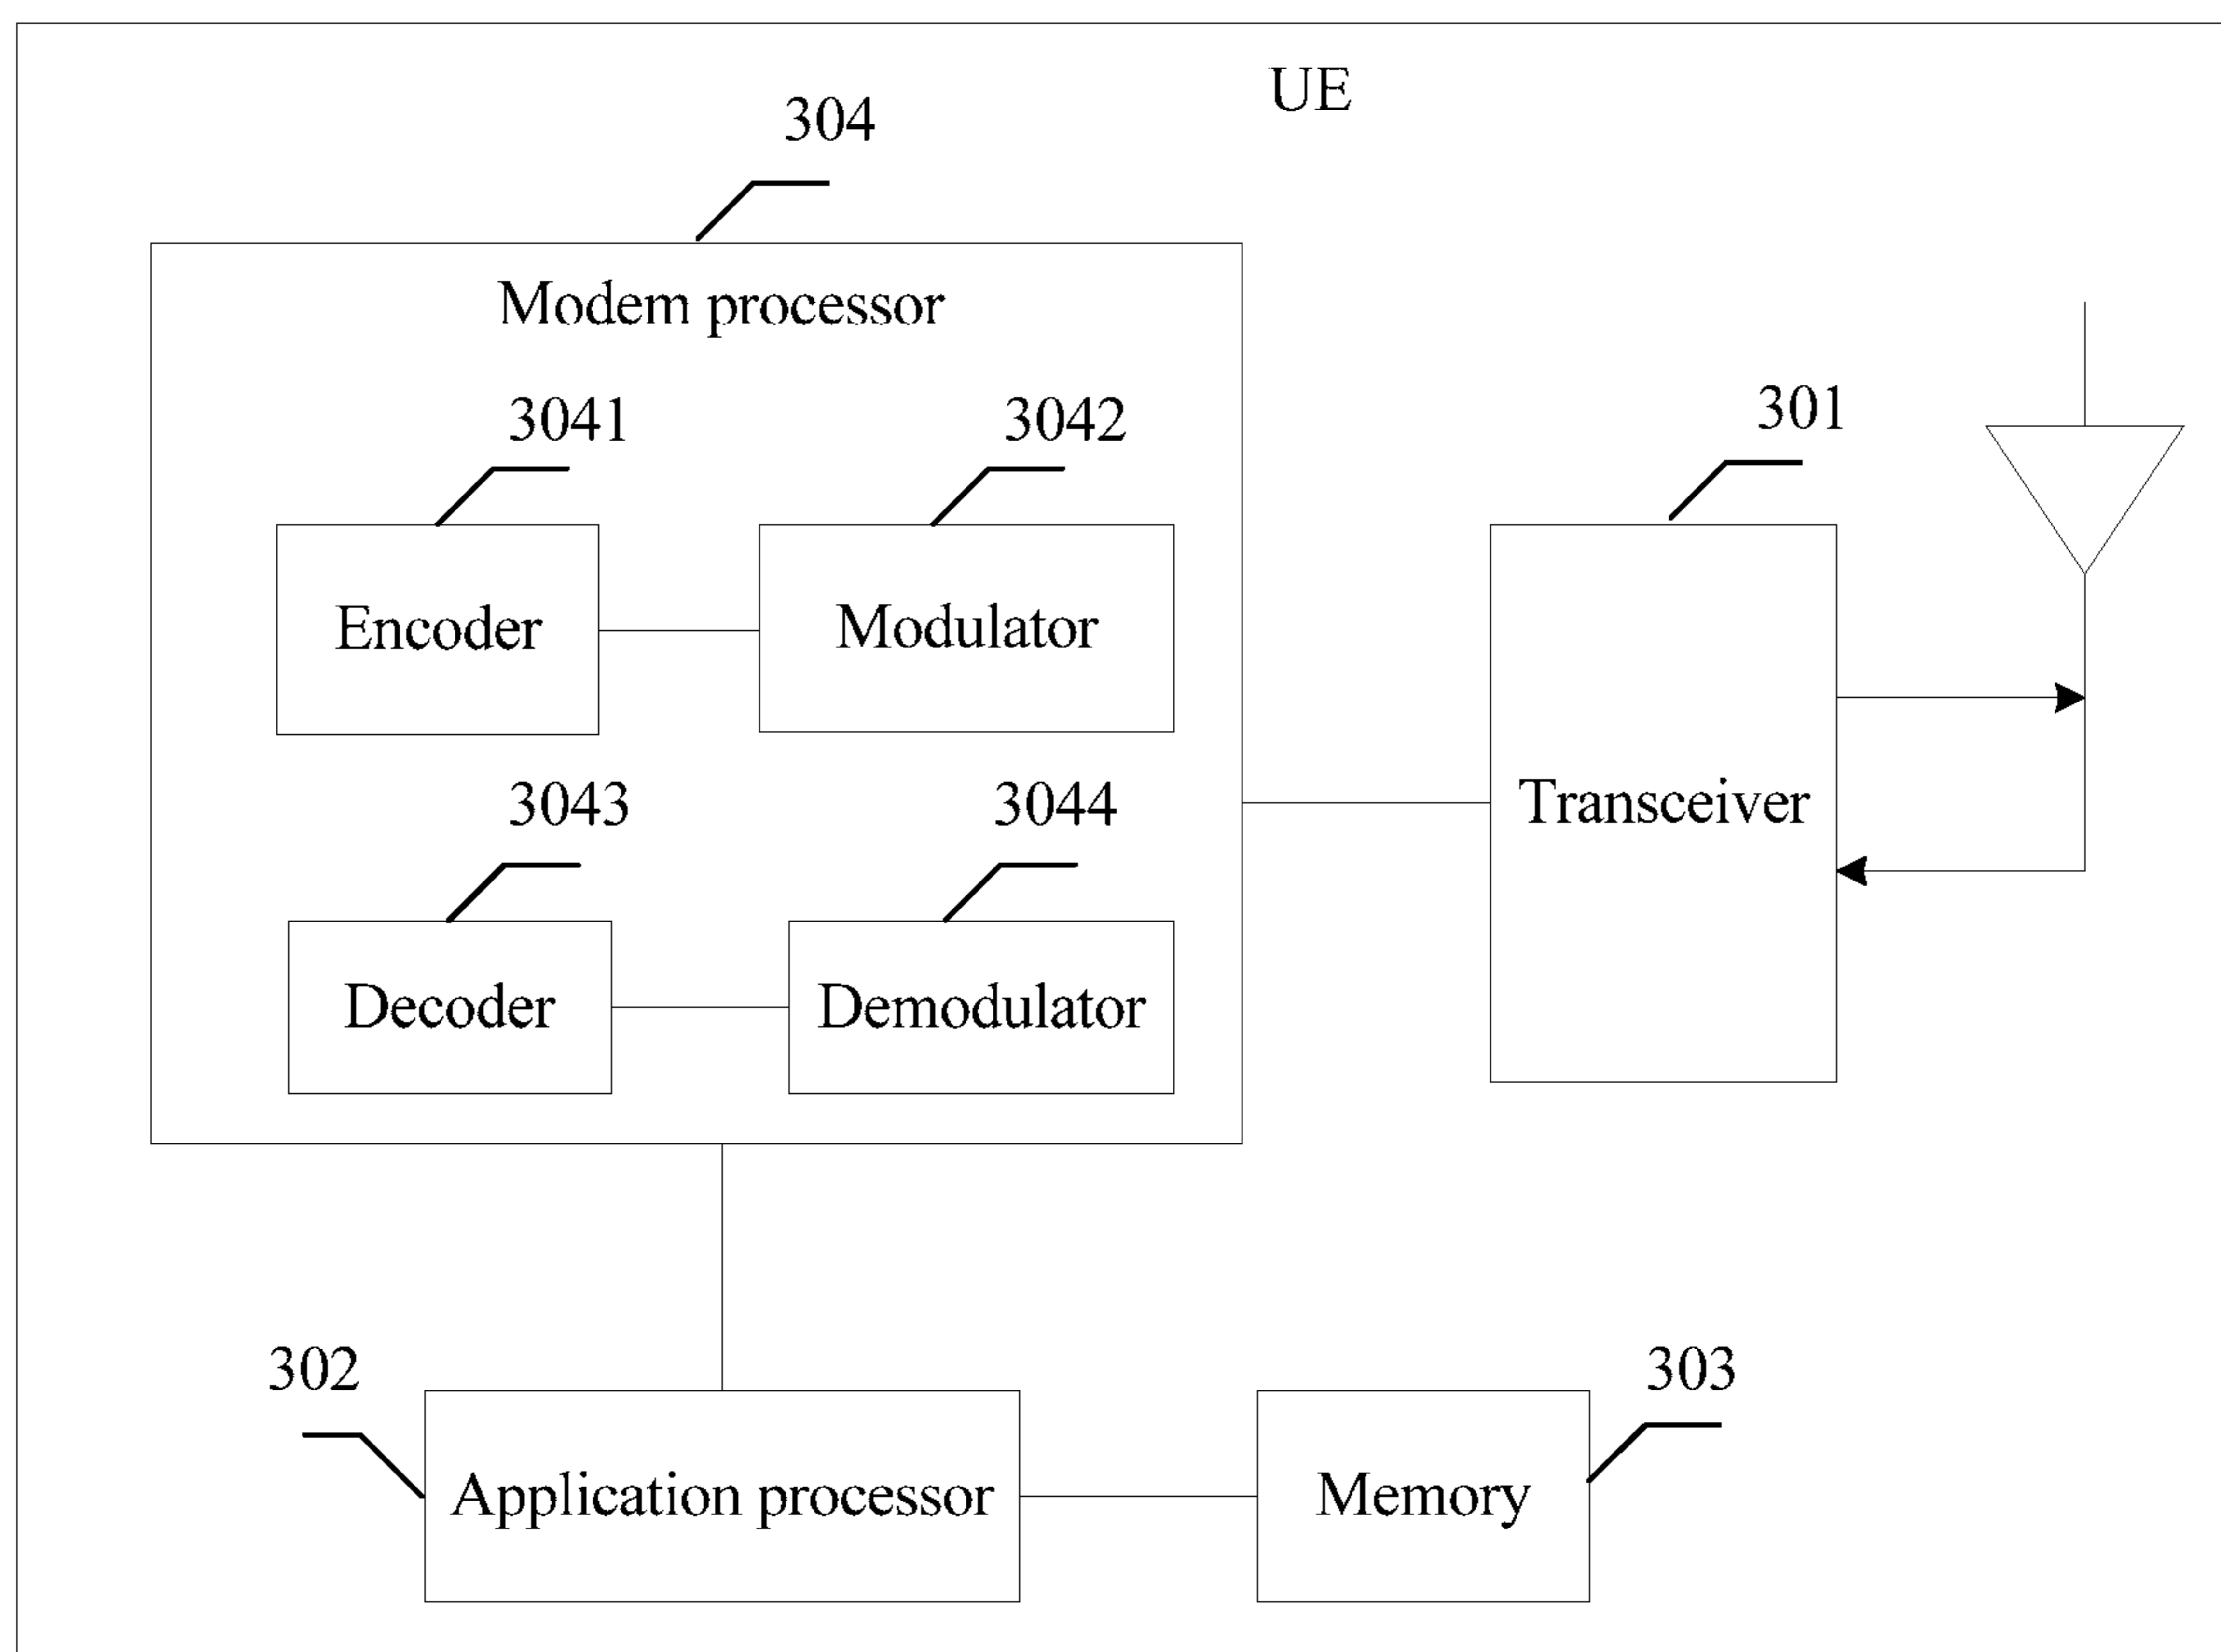 UE
304
Modem processor
3041
3042
301
Encoder
Modulator
Transceiver
3043
3044
Decoder
Demodulator
302
303
Application processor
Memory